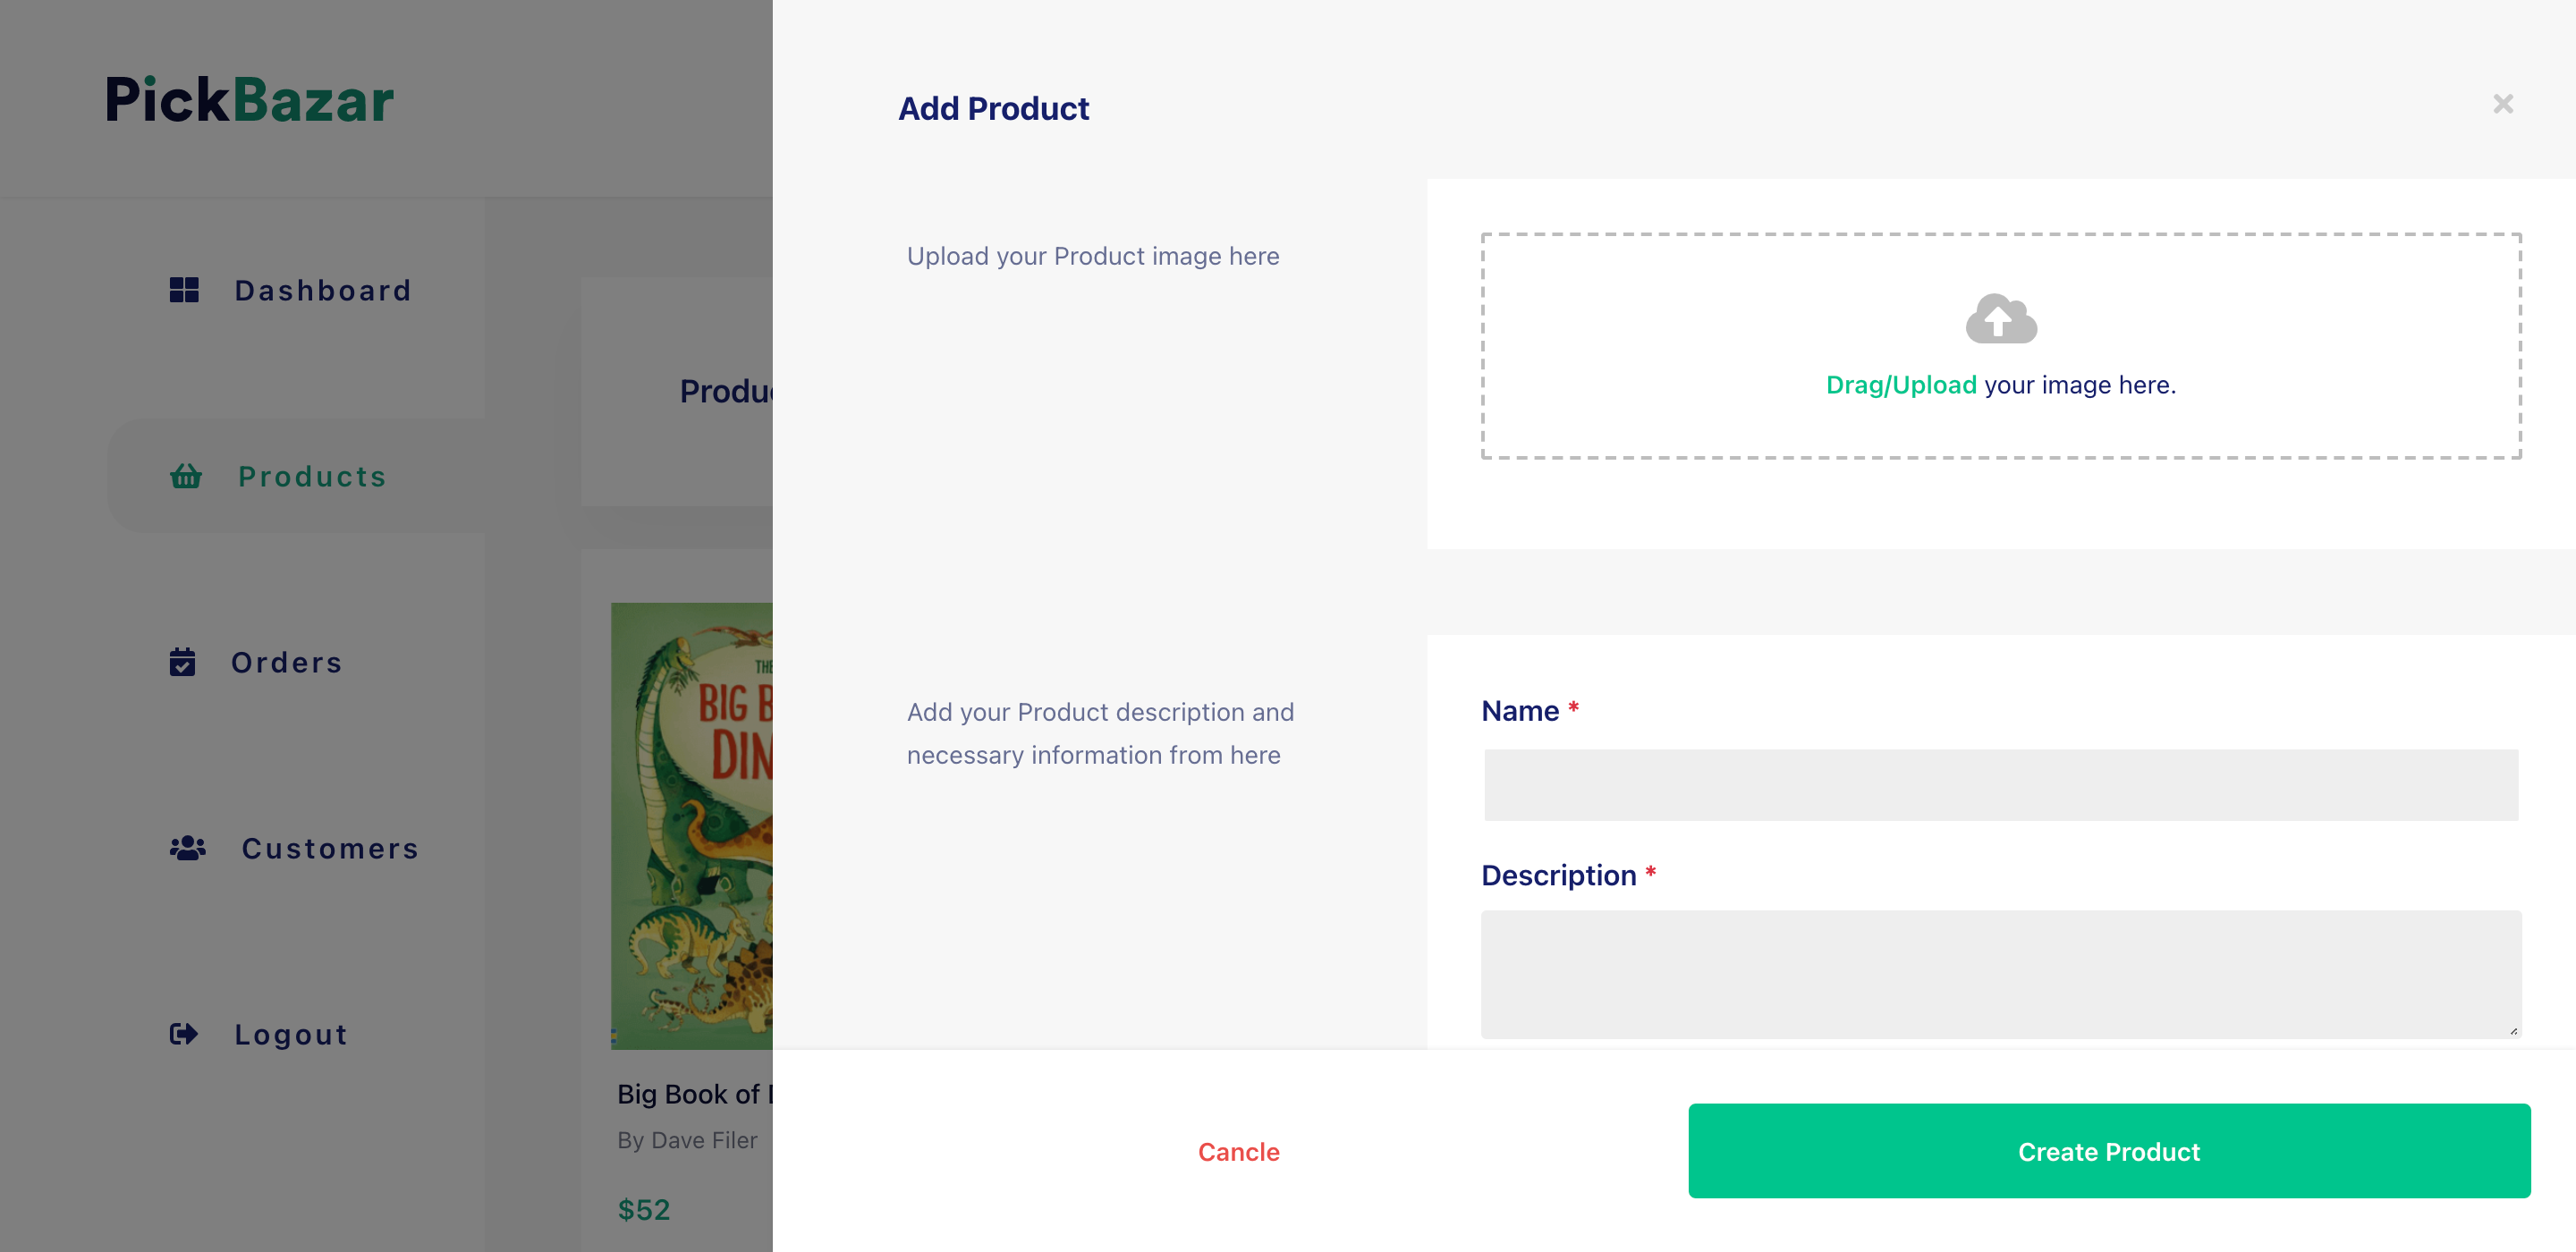 PickBazar
Dashboard
Products
Orders
Customers
Logout
THE
BIG B
DIN
Big Book of
By Dave Filer
$52
Add Product
Upload your Product image here
Drag/Upload your image here.
Add your Product description and
necessary information from here
Name *
Description *
Cancle
Create Product